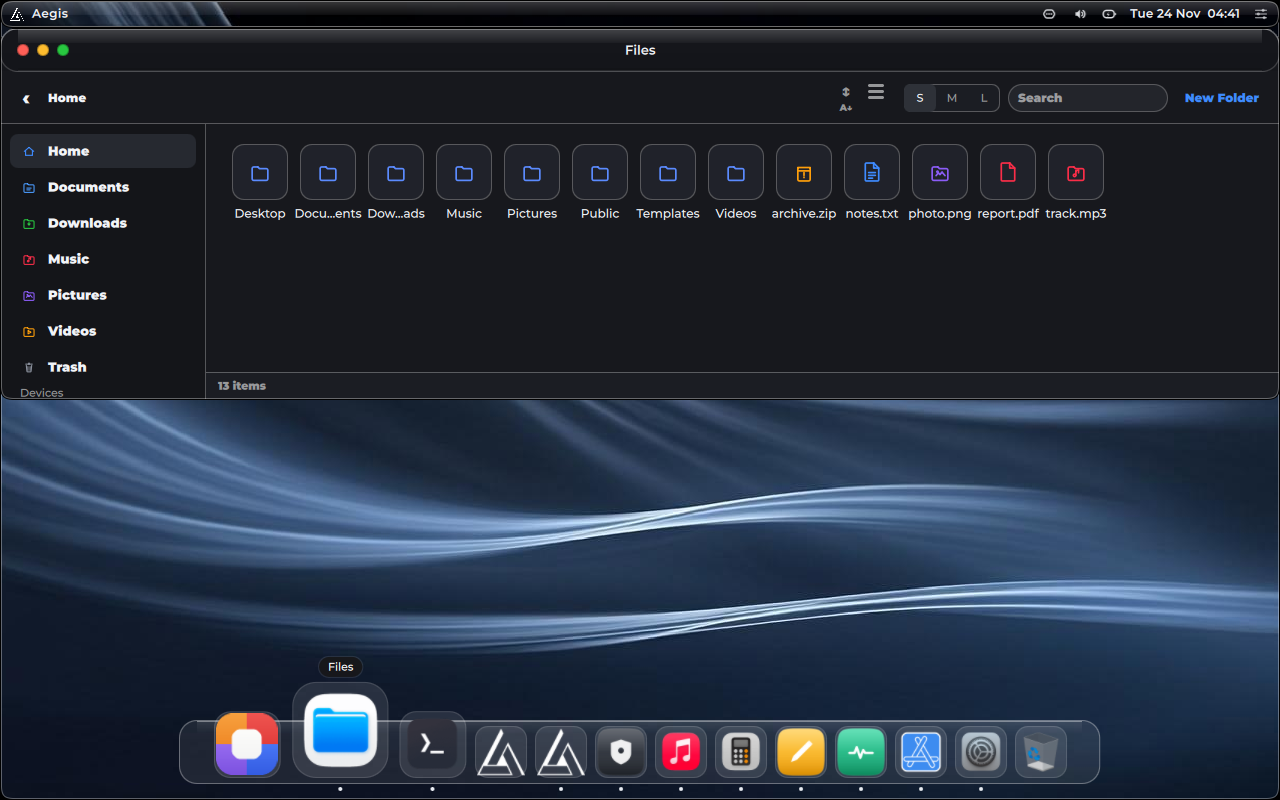 Aegis
Tue 24 Nov 04:41
Files
Home
A+
S M L
Search
New Folder
Home
Documents
Downloads
Music
Pictures
Videos
Trash
Devices
Desktop Docu...ents Dow...ads Music Pictures Public Templates Videos archive.zip notes.txt photo.png report.pdf track.mp3
13 items
Files